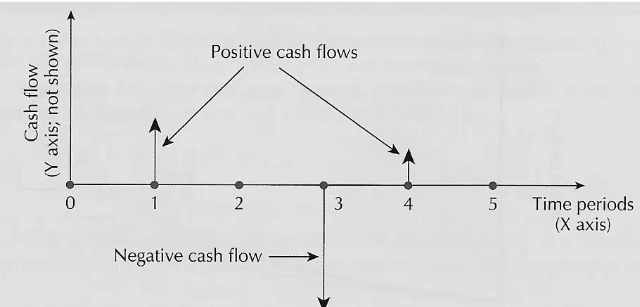 Positive cash flows
Cash flow
(Y axis; not shown)
0 1 2 3 4 5 Time periods
(X axis)
Negative cash flow